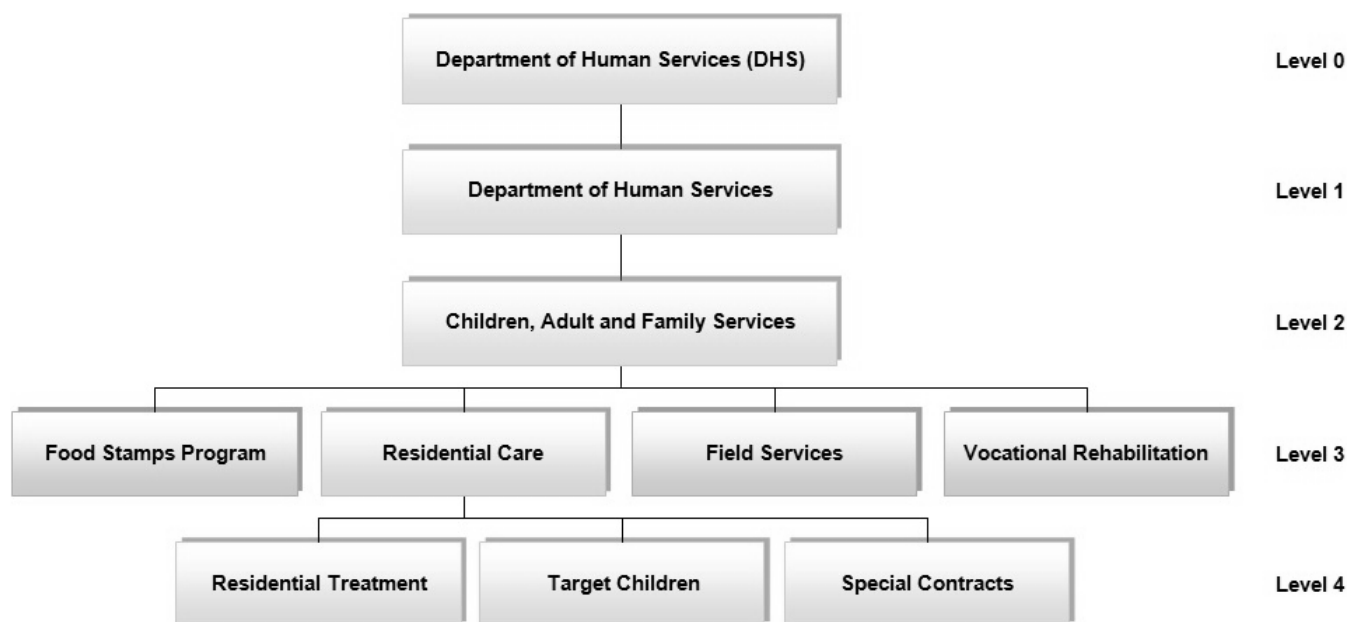 Department of Human Services (DHS)
Level 0
Department of Human Services
Level 1
Children, Adult and Family Services
Level 2
Food Stamps Program
Residential Care
Field Services
Vocational Rehabilitation
Level 3
Residential Treatment
Target Children
Special Contracts
Level 4